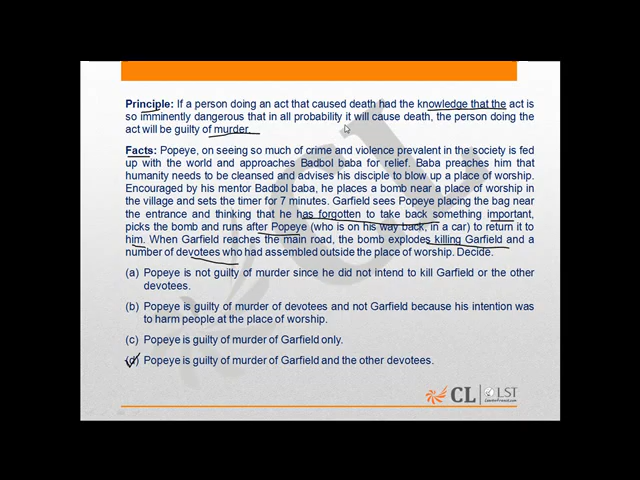 Principle: If a person doing an act that caused death had the knowledge that the act is
so imminently dangerous that in all probability it will cause death, the person doing the
act will be guilty of murder.
Facts: Popeye, on seeing so much of crime and violence prevalent in the society is fed
up with the world and approaches Badbol baba for relief. Baba preaches him that
humanity needs to be cleansed and advises his disciple to blow up a place of worship.
Encouraged by his mentor Badbol baba, he places a bomb near a place of worship in
the village and sets the timer for 7 minutes. Garfield sees Popeye placing the bag near
the entrance and thinking that he has forgotten to take back something important,
picks the bomb and runs after Popeye (who is on his way back, in a car) to return it to
him. When Garfield reaches the main road, the bomb explodes killing Garfield and a
number of devotees who had assembled outside the place of worship. Decide.
(a) Popeye is not guilty of murder since he did not intend to kill Garfield or the other
devotees.
(b) Popeye is guilty of murder of devotees and not Garfield because his intention was
to harm people at the place of worship.
(c) Popeye is guilty of murder of Garfield only.
(d) Popeye is guilty of murder of Garfield and the other devotees.
CL LST